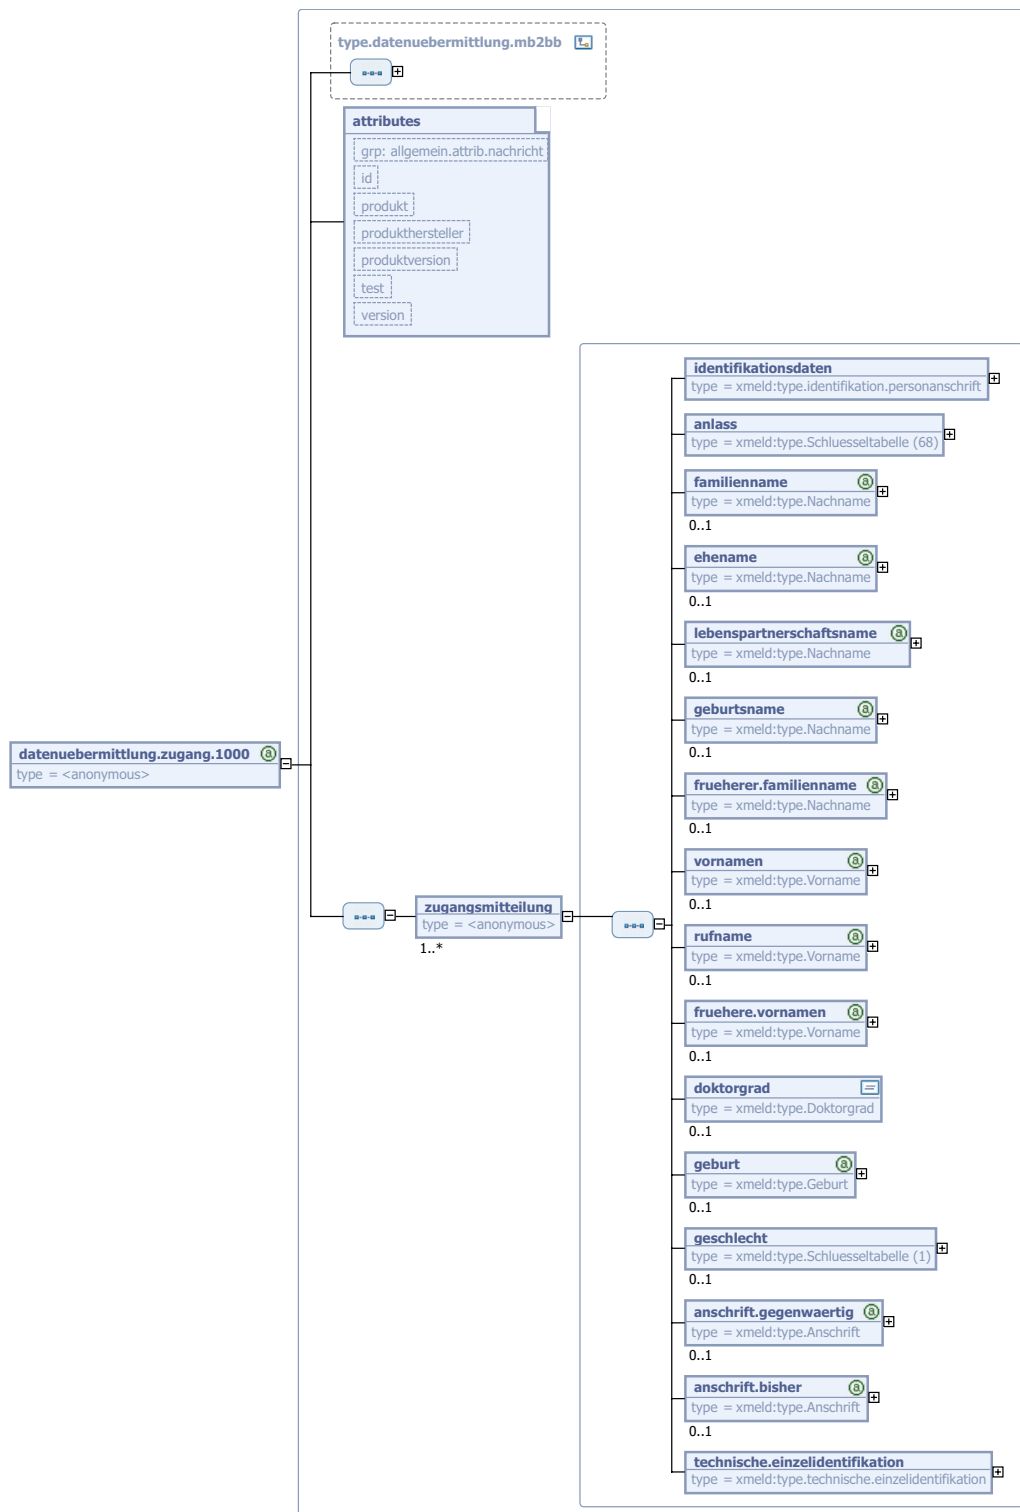 type.datenuebermittlung.mb2bb
attributes
grp: allgemein.attrib.nachricht
id
produkt
produkthersteller
produktversion
test
version
identifikationsdaten
type = xmeld:type.identifikation.personanschrift
anlass
type = xmeld:type.Schluesseltabelle (68)
familienname a
type = xmeld:type.Nachname
0..1
ehename a
type = xmeld:type.Nachname
0..1
lebenspartnerschaftsname a
type = xmeld:type.Nachname
0..1
geburtsname a
type = xmeld:type.Nachname
0..1
datenuebermittlung.zugang.1000 a
type = <anonymous>
frueherer.familienname a
type = xmeld:type.Nachname
0..1
vornamen a
type = xmeld:type.Vorname
0..1
zugangsmitteilung
type = <anonymous>
1..*
rufname a
type = xmeld:type.Vorname
0..1
fruehere.vornamen a
type = xmeld:type.Vorname
0..1
doktorgrad
type = xmeld:type.Doktorgrad
0..1
geburt a
type = xmeld:type.Geburt
0..1
geschlecht
type = xmeld:type.Schluesseltabelle (1)
0..1
anschrift.gegenwaertig a
type = xmeld:type.Anschrift
0..1
anschrift.bisher a
type = xmeld:type.Anschrift
0..1
technische.einzelidentifikation
type = xmeld:type.technische.einzelidentifikation